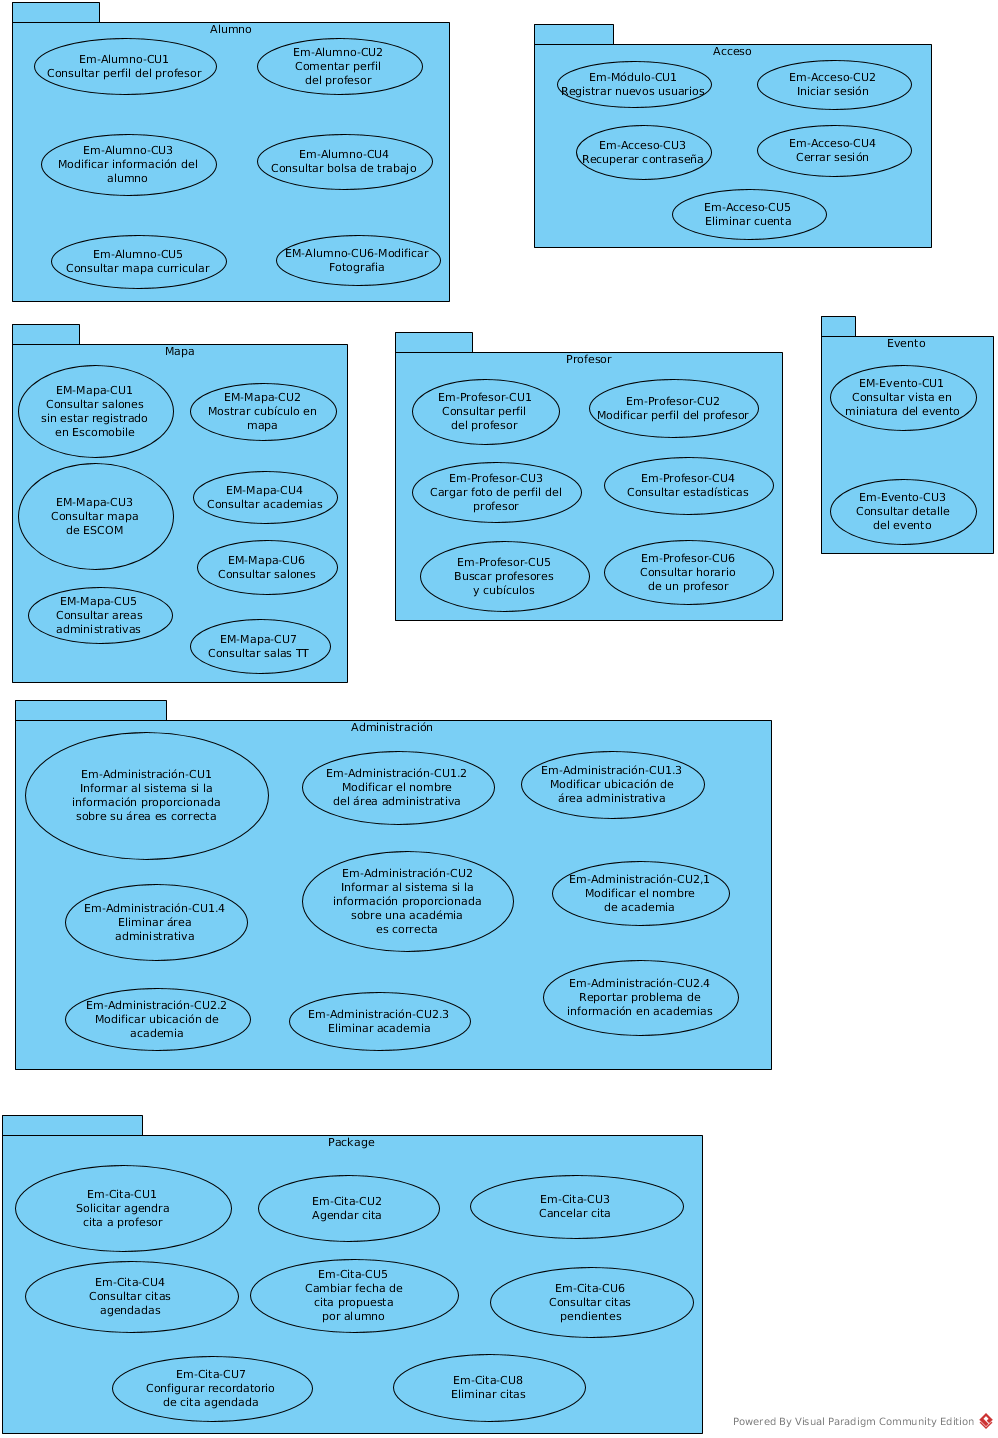 Alumno
Em-Alumno-CU1
Consultar perfil del profesor
Em-Alumno-CU2
Comentar perfil
del profesor
Em-Alumno-CU3
Modificar información del
alumno
Em-Alumno-CU4
Consultar bolsa de trabajo
Em-Alumno-CU5
Consultar mapa curricular
EM-Alumno-CU6-Modificar
Fotografia
Acceso
Em-Módulo-CU1
Registrar nuevos usuarios
Em-Acceso-CU2
Iniciar sesión
Em-Acceso-CU3
Recuperar contraseña
Em-Acceso-CU4
Cerrar sesión
Em-Acceso-CU5
Eliminar cuenta
Mapa
EM-Mapa-CU1
Consultar salones
sin estar registrado
en Escomobile
EM-Mapa-CU2
Mostrar cubículo en
mapa
EM-Mapa-CU3
Consultar mapa
de ESCOM
EM-Mapa-CU4
Consultar academias
EM-Mapa-CU6
Consultar salones
EM-Mapa-CU5
Consultar areas
administrativas
EM-Mapa-CU7
Consultar salas TT
Profesor
Em-Profesor-CU1
Consultar perfil
del profesor
Em-Profesor-CU2
Modificar perfil del profesor
Em-Profesor-CU3
Cargar foto de perfil del
profesor
Em-Profesor-CU4
Consultar estadísticas
Em-Profesor-CU5
Buscar profesores
y cubículos
Em-Profesor-CU6
Consultar horario
de un profesor
Evento
EM-Evento-CU1
Consultar vista en
miniatura del evento
Em-Evento-CU3
Consultar detalle
del evento
Administración
Em-Administración-CU1
Informar al sistema si la
información proporcionada
sobre su área es correcta
Em-Administración-CU1.2
Modificar el nombre
del área administrativa
Em-Administración-CU1.3
Modificar ubicación de
área administrativa
Em-Administración-CU1.4
Eliminar área
administrativa
Em-Administración-CU2
Informar al sistema si la
información proporcionada
sobre una académia
es correcta
Em-Administración-CU2,1
Modificar el nombre
de academia
Em-Administración-CU2.2
Modificar ubicación de
academia
Em-Administración-CU2.3
Eliminar academia
Em-Administración-CU2.4
Reportar problema de
información en academias
Package
Em-Cita-CU1
Solicitar agendra
cita a profesor
Em-Cita-CU2
Agendar cita
Em-Cita-CU3
Cancelar cita
Em-Cita-CU4
Consultar citas
agendadas
Em-Cita-CU5
Cambiar fecha de
cita propuesta
por alumno
Em-Cita-CU6
Consultar citas
pendientes
Em-Cita-CU7
Configurar recordatorio
de cita agendada
Em-Cita-CU8
Eliminar citas
Powered By Visual Paradigm Community Edition